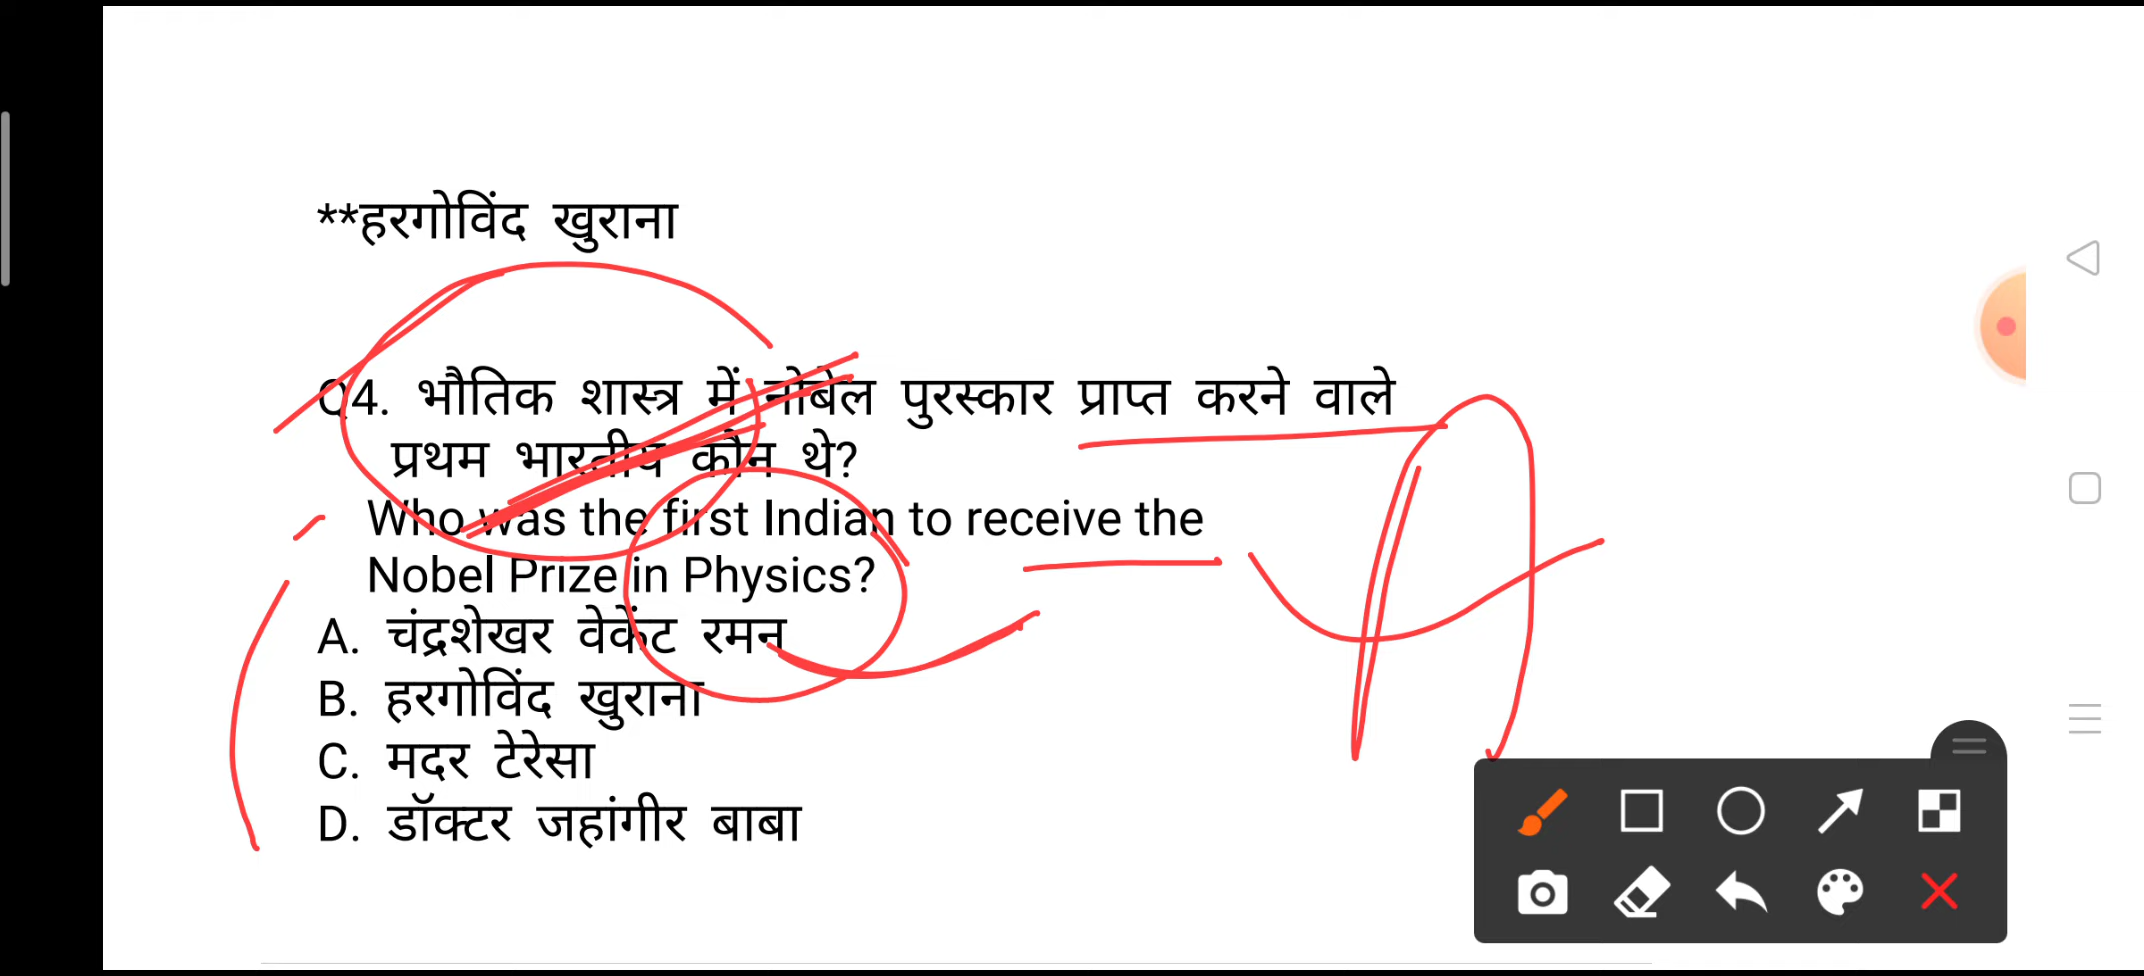 **हरगोविंद खुराना
Q4. भौतिक शास्त्र में नोबेल पुरस्कार प्राप्त करने वाले
प्रथम भारतीय कौन थे?
Who was the first Indian to receive the
Nobel Prize in Physics?
A. चंद्रशेखर वेकेंट रमन
B. हरगोविंद खुराना
C. मदर टेरेसा
D. डॉक्टर जहांगीर बाबा